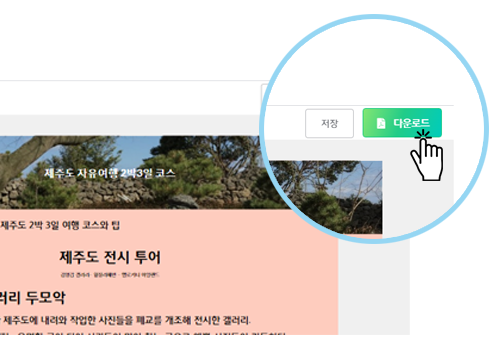 저장
다운로드
제주도 자유여행 2박3일 코스
제주도 2박 3일 여행 코스와 팁
제주도 전시 투어
러리 두모악
제주도에 내려와 작업한 사진들을 폐교를 개조해 전시한 갤러리.